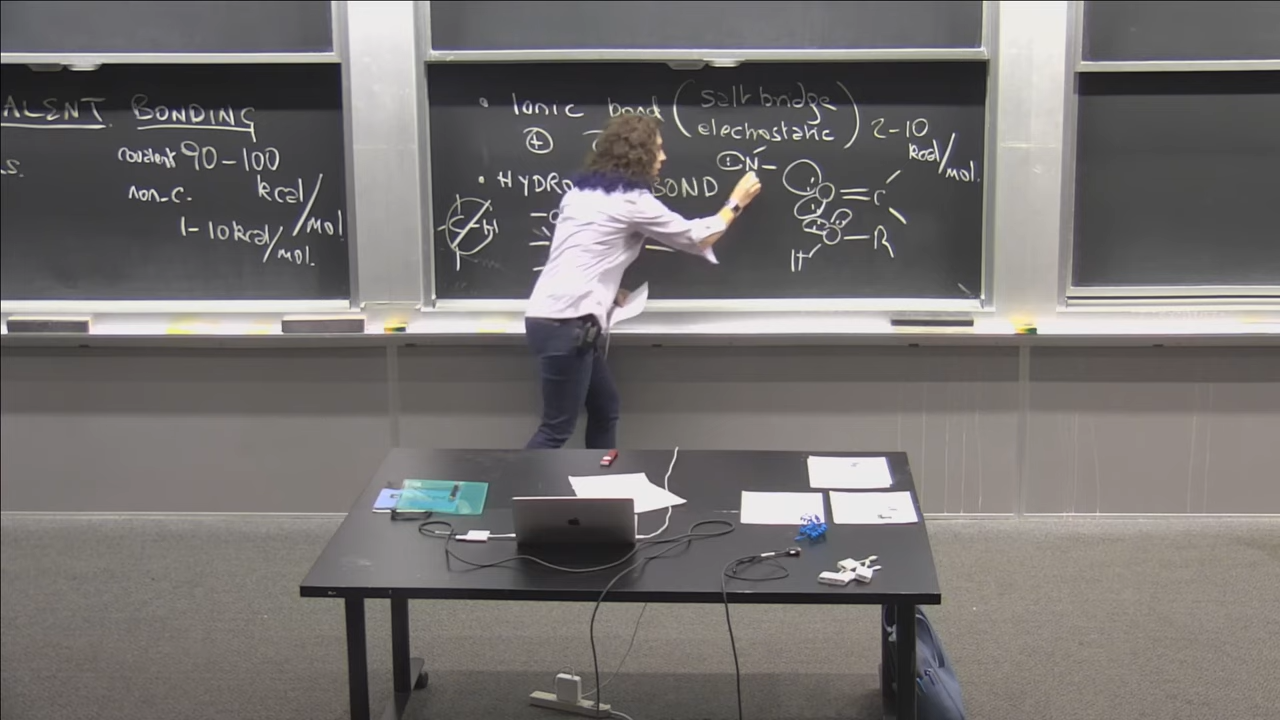 ALENT BONDING
covalent 90-100
kcal/mol
non-c.
1-10 kcal/mol.
s.
• Ionic bond (salt bridge
electrostatic) 2-10
kcal/mol.
+
• HYDRO BOND
N
C
R
H
C